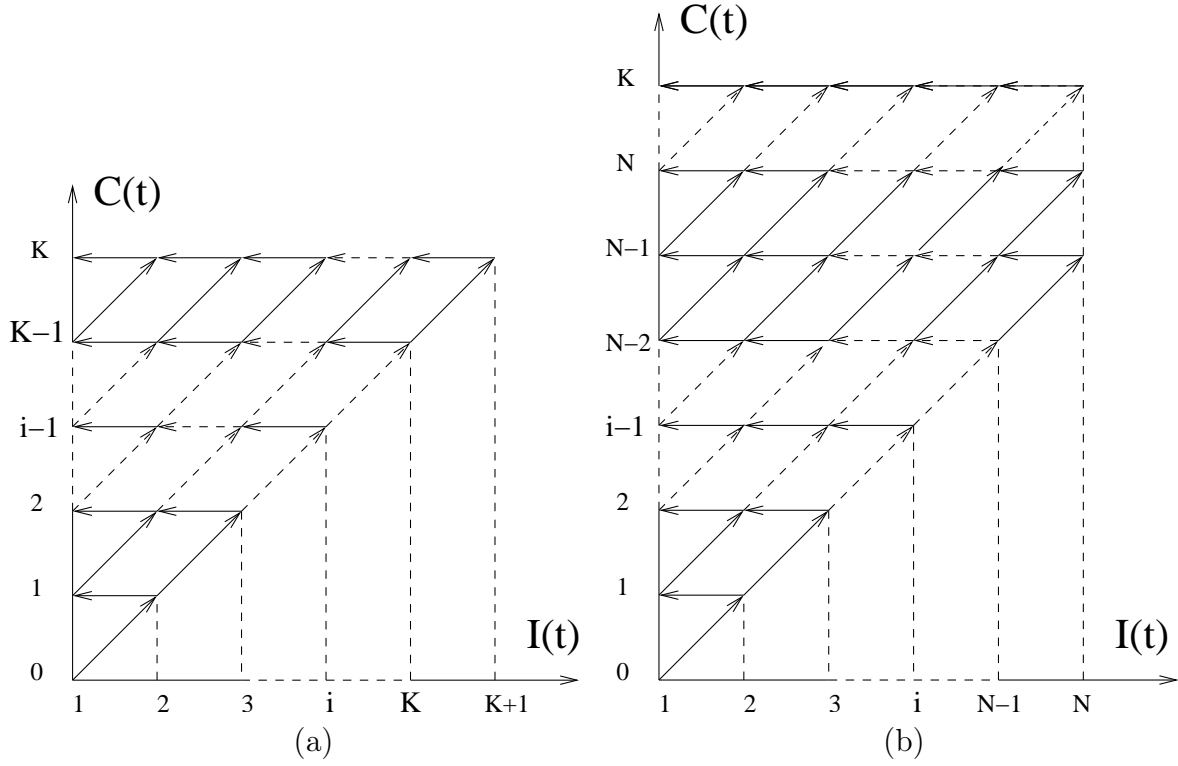 C(t)
K
K−1
i−1
2
1
0
1 2 3 i K K+1
I(t)
(a)
C(t)
K
N
N−1
N−2
i−1
2
1
0
1 2 3 i N−1 N
I(t)
(b)